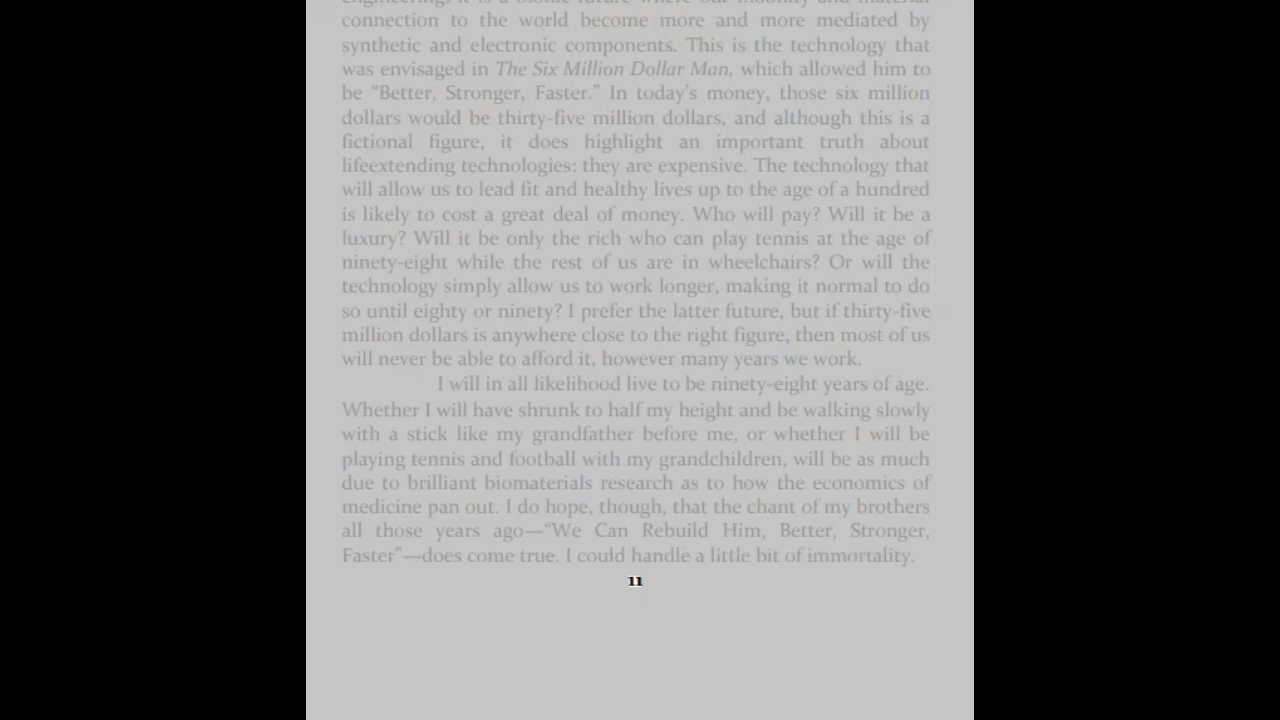 engineering. It is a bionic future where our mobility and material
connection to the world become more and more mediated by
synthetic and electronic components. This is the technology that
was envisaged in The Six Million Dollar Man, which allowed him to
be “Better, Stronger, Faster.” In today’s money, those six million
dollars would be thirty-five million dollars, and although this is a
fictional figure, it does highlight an important truth about
lifeextending technologies: they are expensive. The technology that
will allow us to lead fit and healthy lives up to the age of a hundred
is likely to cost a great deal of money. Who will pay? Will it be a
luxury? Will it be only the rich who can play tennis at the age of
ninety-eight while the rest of us are in wheelchairs? Or will the
technology simply allow us to work longer, making it normal to do
so until eighty or ninety? I prefer the latter future, but if thirty-five
million dollars is anywhere close to the right figure, then most of us
will never be able to afford it, however many years we work.
I will in all likelihood live to be ninety-eight years of age.
Whether I will have shrunk to half my height and be walking slowly
with a stick like my grandfather before me, or whether I will be
playing tennis and football with my grandchildren, will be as much
due to brilliant biomaterials research as to how the economics of
medicine pan out. I do hope, though, that the chant of my brothers
all those years ago—“We Can Rebuild Him, Better, Stronger,
Faster”—does come true. I could handle a little bit of immortality.
11